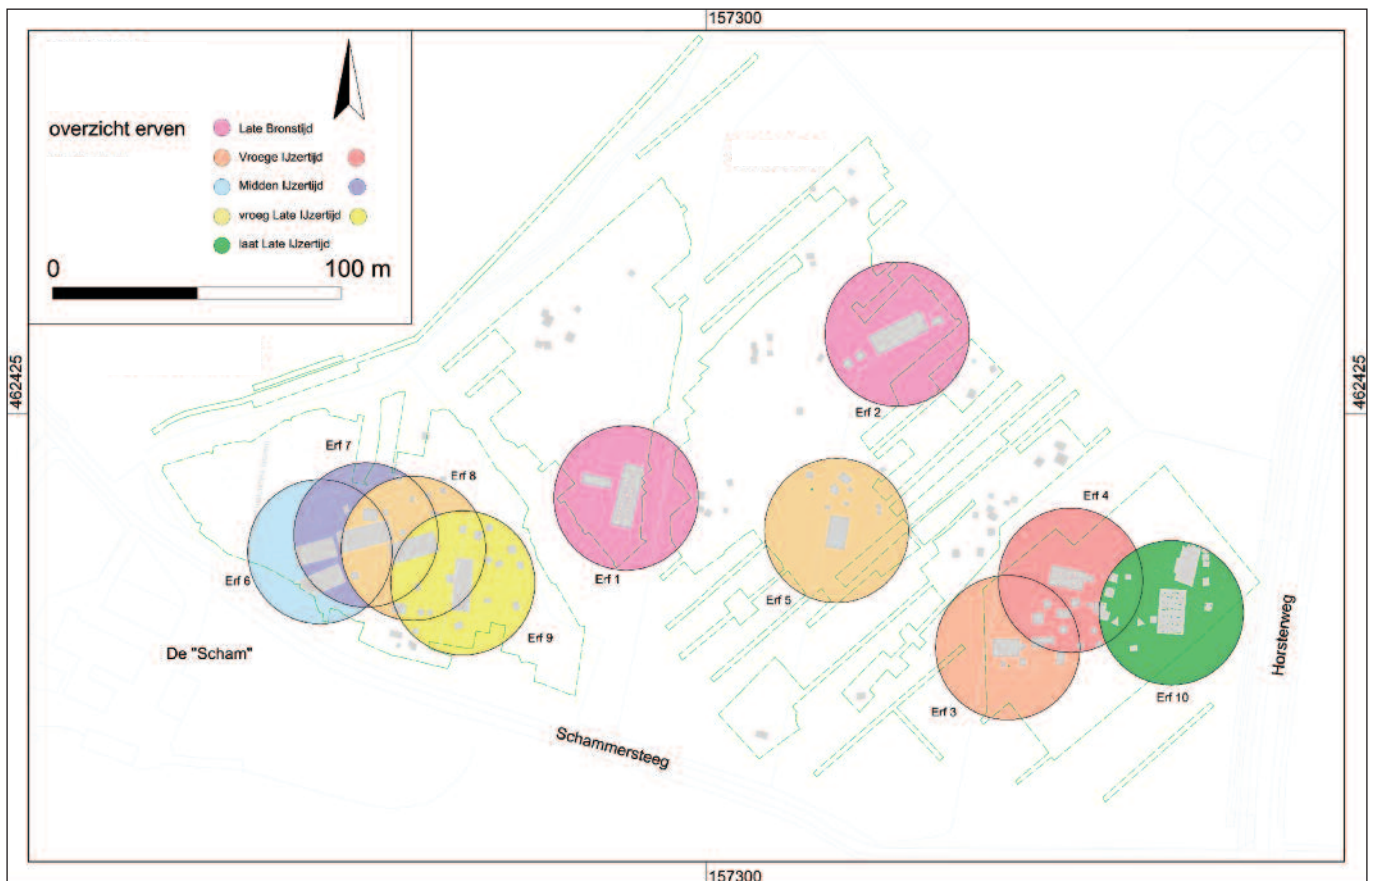 157300
overzicht erven
Late Bronstijd
Vroege IJzertijd
Midden IJzertijd
vroeg Late IJzertijd
laat Late IJzertijd
0 100 m
462425
462425
Erf 2
Erf 7
Erf 8
Erf 4
Erf 6
Erf 1
Erf 5
Erf 9
Erf 3
Erf 10
De "Scham"
Horsterweg
Schammersteeg
157300